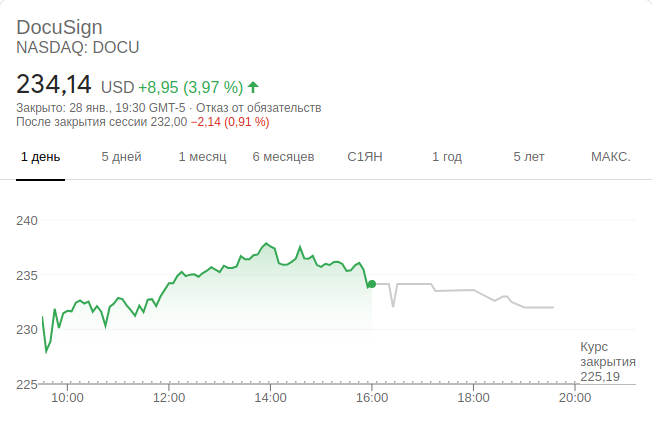 DocuSign
NASDAQ: DOCU
234,14 USD +8,95 (3,97 %)
Закрыто: 28 янв., 19:30 GMT-5 · Отказ от обязательств
После закрытия сессии 232,00 −2,14 (0,91 %)
1 день 5 дней 1 месяц 6 месяцев С1ЯН 1 год 5 лет МАКС.
240
235
230
Курс
закрытия
225,19
225
10:00 12:00 14:00 16:00 18:00 20:00